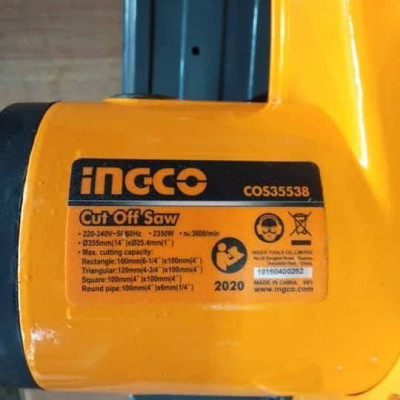 INGCO
COS35538
Cut Off Saw
• 220-240V~50/60Hz • 2350W • n₀:3800/min
• Ø355mm(14")xØ25.4mm(1")
• Max. cutting capacity:
Rectangle:160mm(6-1/4")x100mm(4")
Triangular:120mm(4-3/4")x100mm(4")
Square:100mm(4")x100mm(4")
Round pipe:100mm(4")x6mm(1/4")
2020
INGCO TOOLS CO.,LIMITED
MADE IN CHINA V01
www.ingco.com